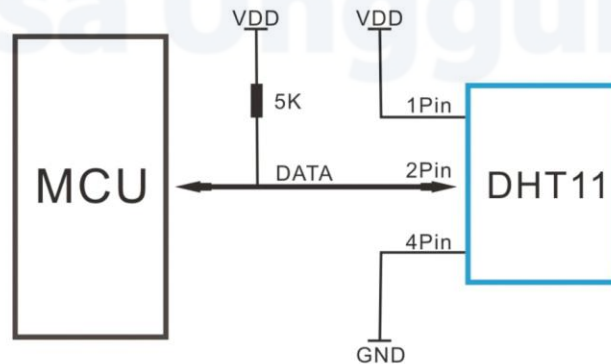 VDD VDD
5K
1Pin
MCU
DATA
2Pin
DHT11
4Pin
GND